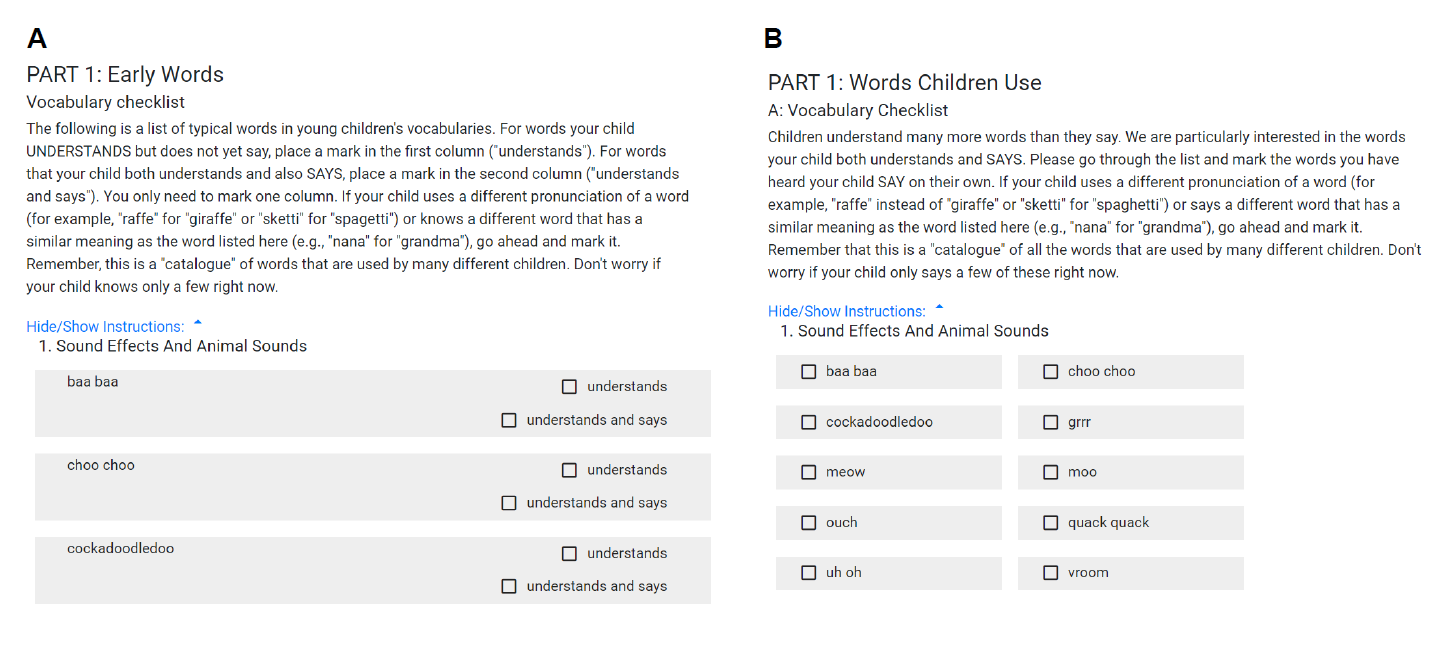 A
PART 1: Early Words
Vocabulary checklist
The following is a list of typical words in young children's vocabularies. For words your child
UNDERSTANDS but does not yet say, place a mark in the first column ("understands"). For words
that your child both understands and also SAYS, place a mark in the second column ("understands
and says"). You only need to mark one column. If your child uses a different pronunciation of a word
(for example, "raffe" for "giraffe" or "sketti" for "spagetti") or knows a different word that has a
similar meaning as the word listed here (e.g., "nana" for "grandma"), go ahead and mark it.
Remember, this is a "catalogue" of words that are used by many different children. Don't worry if
your child knows only a few right now.
Hide/Show Instructions:
1. Sound Effects And Animal Sounds
baa baa
understands
understands and says
choo choo
understands
understands and says
cockadoodledoo
understands
understands and says
B
PART 1: Words Children Use
A: Vocabulary Checklist
Children understand many more words than they say. We are particularly interested in the words
your child both understands and SAYS. Please go through the list and mark the words you have
heard your child SAY on their own. If your child uses a different pronunciation of a word (for
example, "raffe" instead of "giraffe" or "sketti" for "spaghetti") or says a different word that has a
similar meaning as the word listed here (e.g., "nana" for "grandma"), go ahead and mark it.
Remember that this is a "catalogue" of all the words that are used by many different children. Don't
worry if your child only says a few of these right now.
Hide/Show Instructions:
1. Sound Effects And Animal Sounds
baa baa
choo choo
cockadoodledoo
grrr
meow
moo
ouch
quack quack
uh oh
vroom